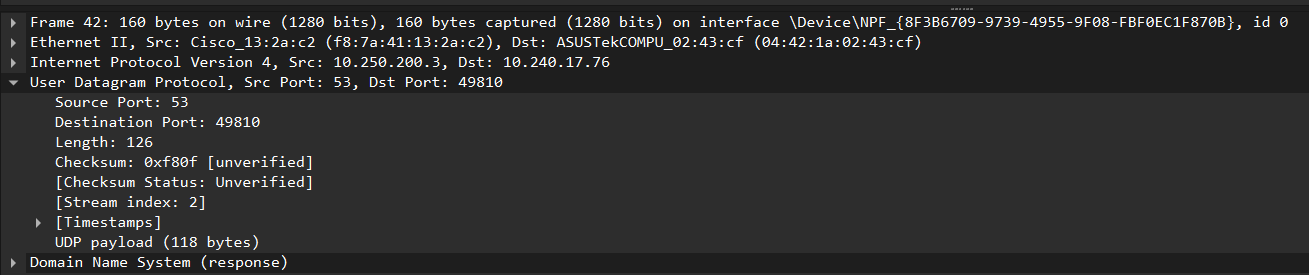 Frame 42: 160 bytes on wire (1280 bits), 160 bytes captured (1280 bits) on interface \Device\NPF_{8F3B6709-9739-4955-9F08-FBF0EC1F870B}, id 0
Ethernet II, Src: Cisco_13:2a:c2 (f8:7a:41:13:2a:c2), Dst: ASUSTekCOMPU_02:43:cf (04:42:1a:02:43:cf)
Internet Protocol Version 4, Src: 10.250.200.3, Dst: 10.240.17.76
User Datagram Protocol, Src Port: 53, Dst Port: 49810
Source Port: 53
Destination Port: 49810
Length: 126
Checksum: 0xf80f [unverified]
[Checksum Status: Unverified]
[Stream index: 2]
[Timestamps]
UDP payload (118 bytes)
Domain Name System (response)